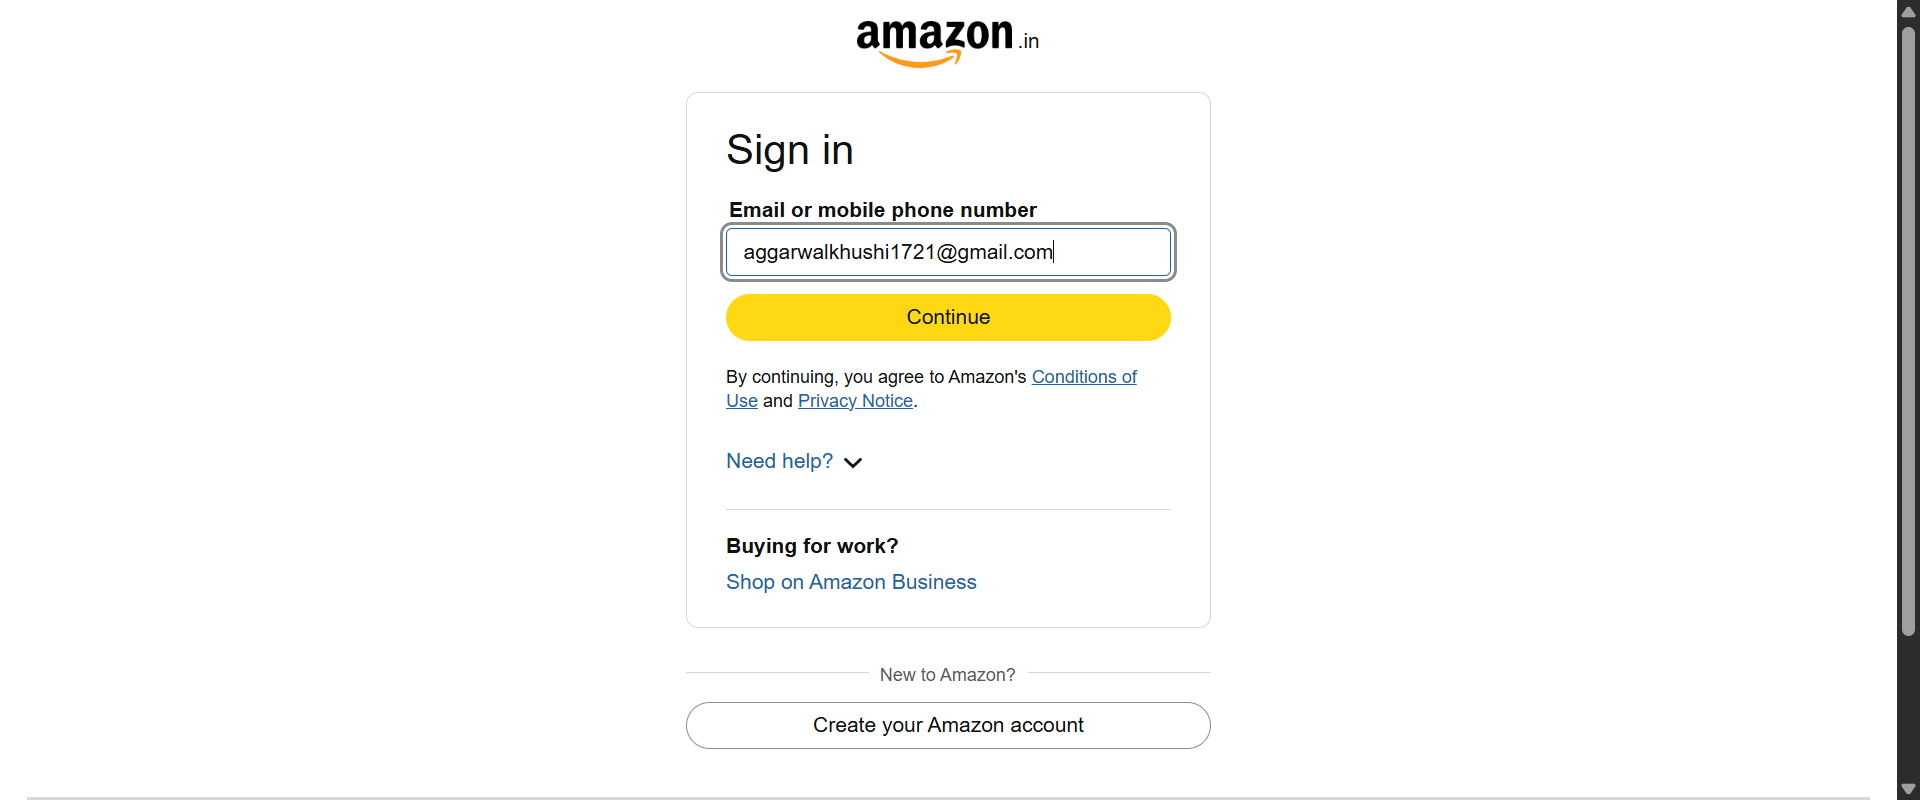 amazon.in
Sign in
Email or mobile phone number
aggarwalkhushi1721@gmail.com
Continue
By continuing, you agree to Amazon's Conditions of
Use and Privacy Notice.
Need help?
Buying for work?
Shop on Amazon Business
New to Amazon?
Create your Amazon account